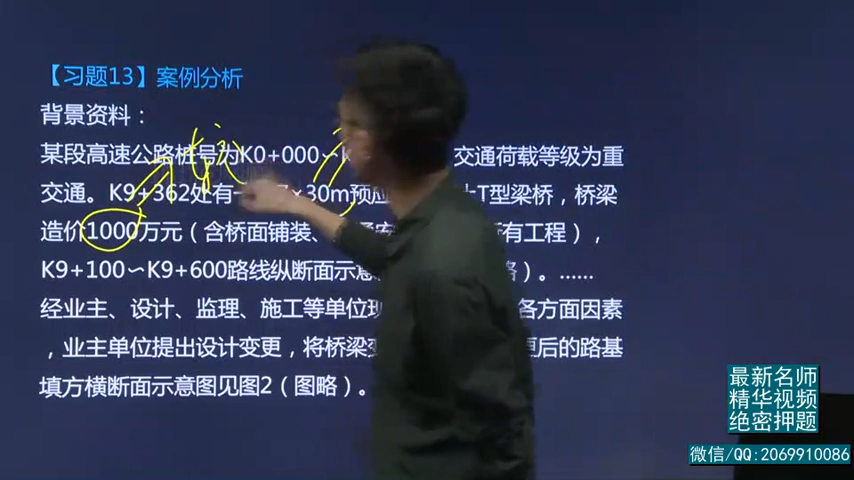 【习题13】案例分析
背景资料：
某段高速公路桩号为K0+000∽K 交通荷载等级为重
交通。K9+362处有一 ×30m预应 T型梁桥，桥梁
造价1000万元（含桥面铺装、 有工程），
K9+100∽K9+600路线纵断面示意 ）。……
经业主、设计、监理、施工等单位现 各方面因素
，业主单位提出设计变更，将桥梁变 更后的路基
填方横断面示意图见图2（图略）。
最新名师
精华视频
绝密押题
微信/QQ:2069910086